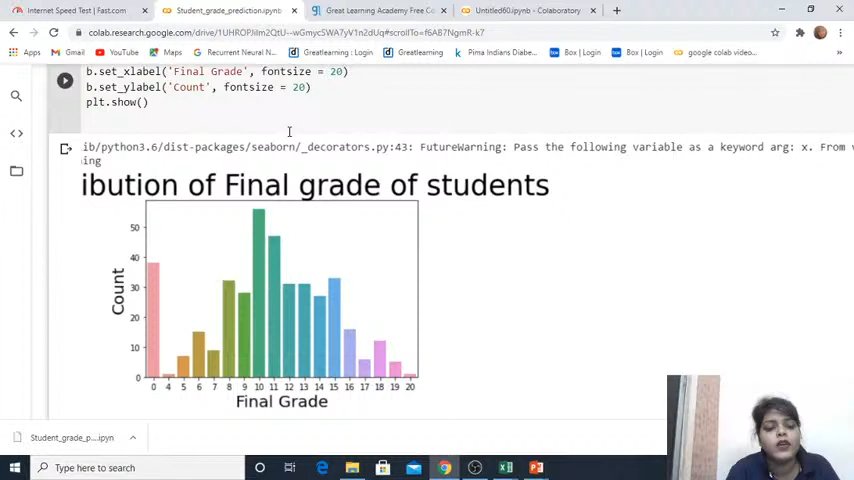 Internet Speed Test | Fast.com
Student_grade_prediction.ipynb
Great Learning Academy Free Co
Untitled60.ipynb - Colaboratory
colab.research.google.com/drive/1UHROPJilm2QtU--wGmycSWA7yV1n2dUq#scrollTo=f6AB7NgmR-k7
Apps
Gmail
YouTube
Maps
Recurrent Neural N...
Greatlearning : Login
Greatlearning
Pima Indians Diabe...
Box | Login
Box | Login
google colab video...
b.set_xlabel('Final Grade', fontsize = 20)
b.set_ylabel('Count', fontsize = 20)
plt.show()
ib/python3.6/dist-packages/seaborn/_decorators.py:43: FutureWarning: Pass the following variable as a keyword arg: x. From v
ning
ibution of Final grade of students
50
40
30
20
10
0
Count
0 4 5 6 7 8 9 10 11 12 13 14 15 16 17 18 19 20
Final Grade
Student_grade_p....ipyn
Type here to search